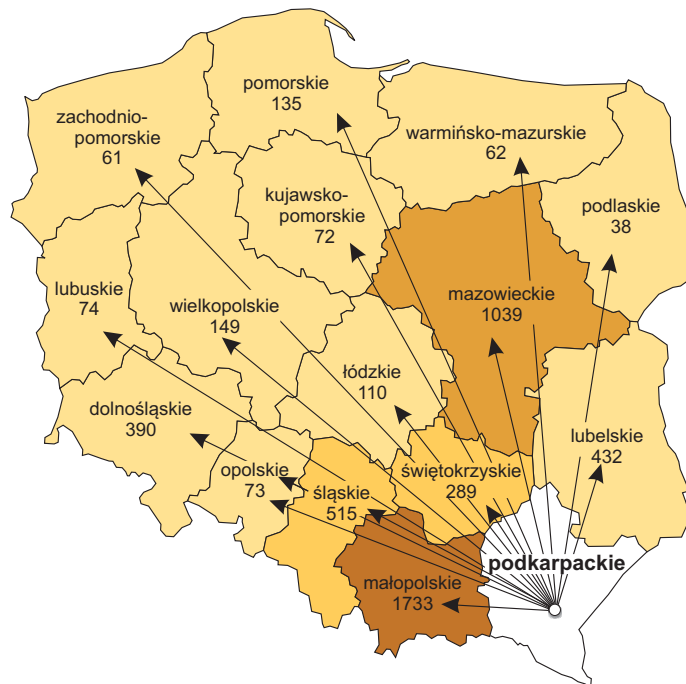 pomorskie
135
zachodnio-
pomorskie
61
warmińsko-mazurskie
62
kujawsko-
pomorskie
72
podlaskie
38
lubuskie
74
wielkopolskie
149
mazowieckie
1039
łódzkie
110
dolnośląskie
390
lubelskie
432
opolskie
73
śląskie
515
świętokrzyskie
289
podkarpackie
małopolskie
1733